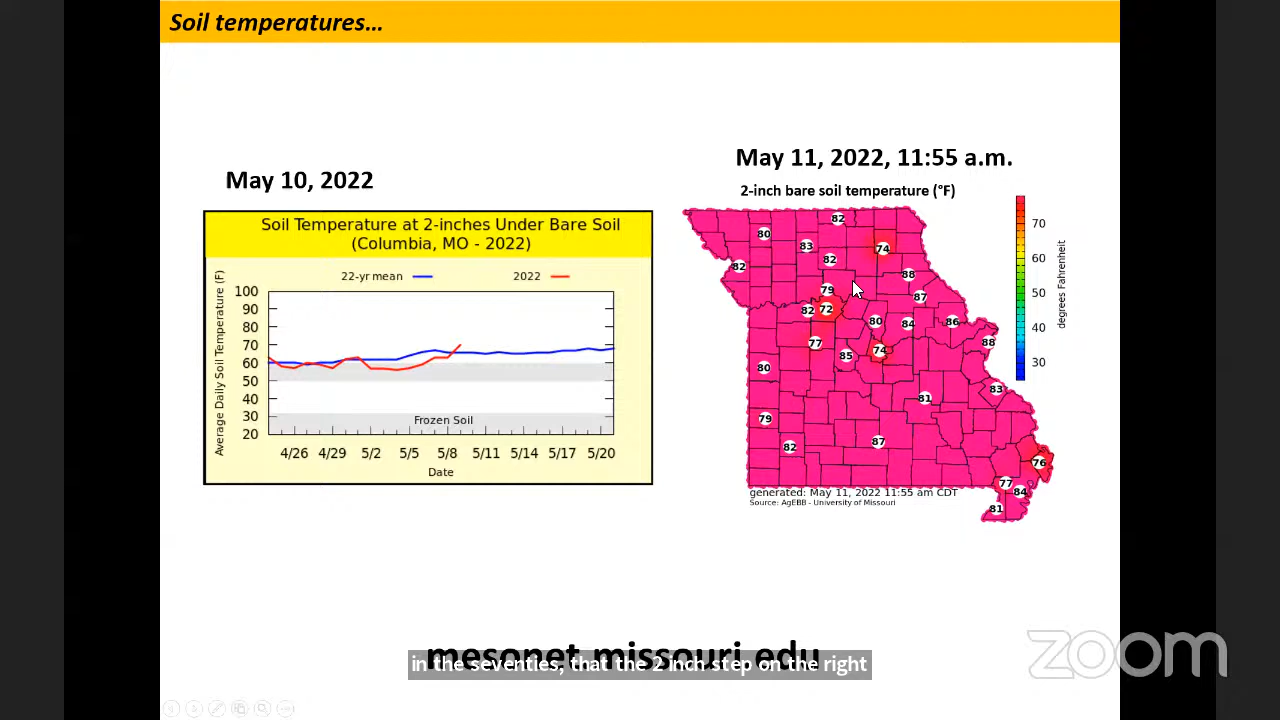 Soil temperatures…
May 10, 2022
Soil Temperature at 2-inches Under Bare Soil
(Columbia, MO - 2022)
22-yr mean
2022
Average Daily Soil Temperature (F)
100
90
80
70
60
50
40
30
20
Frozen Soil
4/26 4/29 5/2 5/5 5/8 5/11 5/14 5/17 5/20
Date
May 11, 2022, 11:55 a.m.
2-inch bare soil temperature (°F)
82
80
83
74
82
82
88
79
87
82
72
80
84
86
77
85
74
88
80
83
81
79
82
87
76
77
84
81
70
60
50
40
30
degrees Fahrenheit
generated: May 11, 2022 11:55 am CDT
Source: AgEBB - University of Missouri
mesonet.missouri.edu
in the seventies, that the 2 inch step on the right
zoom